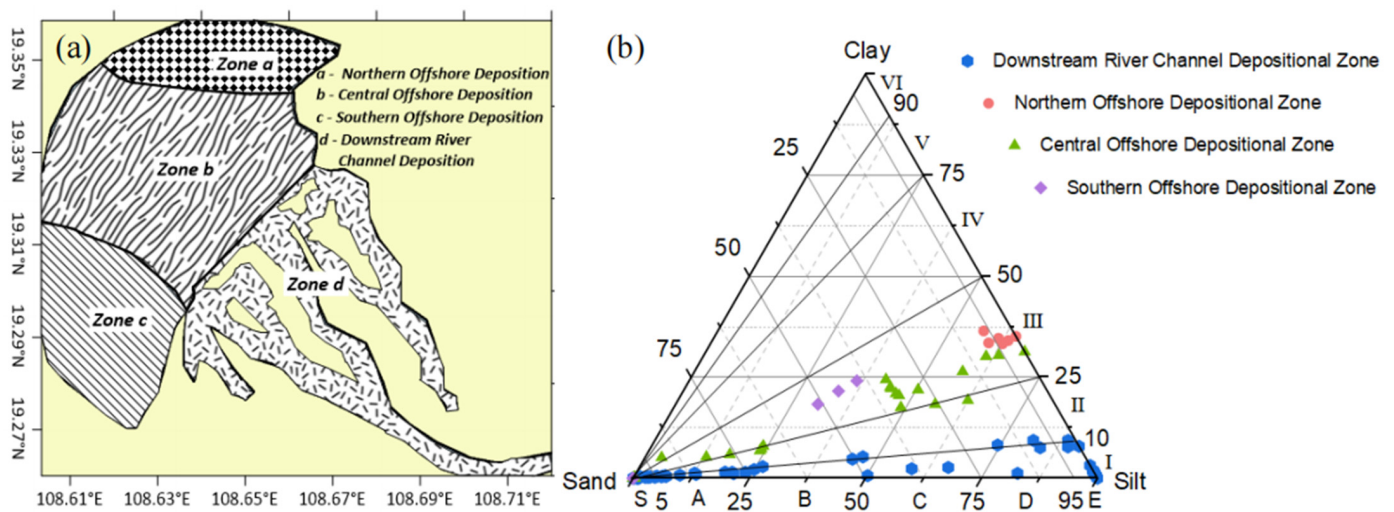 (a)
19.35°N
19.33°N
19.31°N
19.29°N
19.27°N
108.61°E 108.63°E 108.65°E 108.67°E 108.69°E 108.71°E
Zone a
Zone b
Zone c
Zone d
a - Northern Offshore Deposition
b - Central Offshore Deposition
c - Southern Offshore Deposition
d - Downstream River
Channel Deposition
(b)
Clay
VI
90
V
75
IV
50
III
25
II
10
I
25
50
75
Sand
Silt
S 5 A 25 B 50 C 75 D 95 E
Downstream River Channel Depositional Zone
Northern Offshore Depositional Zone
Central Offshore Depositional Zone
Southern Offshore Depositional Zone